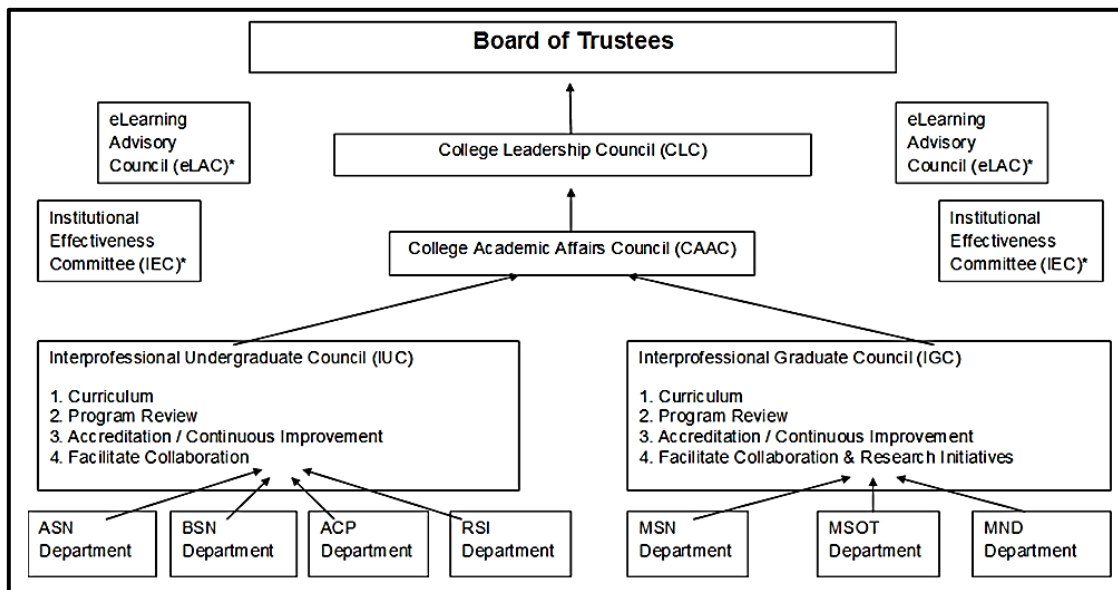 Board of Trustees
eLearning
Advisory
Council (eLAC)*
College Leadership Council (CLC)
eLearning
Advisory
Council (eLAC)*
Institutional
Effectiveness
Committee (IEC)*
College Academic Affairs Council (CAAC)
Institutional
Effectiveness
Committee (IEC)*
Interprofessional Undergraduate Council (IUC)
1. Curriculum
2. Program Review
3. Accreditation / Continuous Improvement
4. Facilitate Collaboration
Interprofessional Graduate Council (IGC)
1. Curriculum
2. Program Review
3. Accreditation / Continuous Improvement
4. Facilitate Collaboration & Research Initiatives
ASN
Department
BSN
Department
ACP
Department
RSI
Department
MSN
Department
MSOT
Department
MND
Department